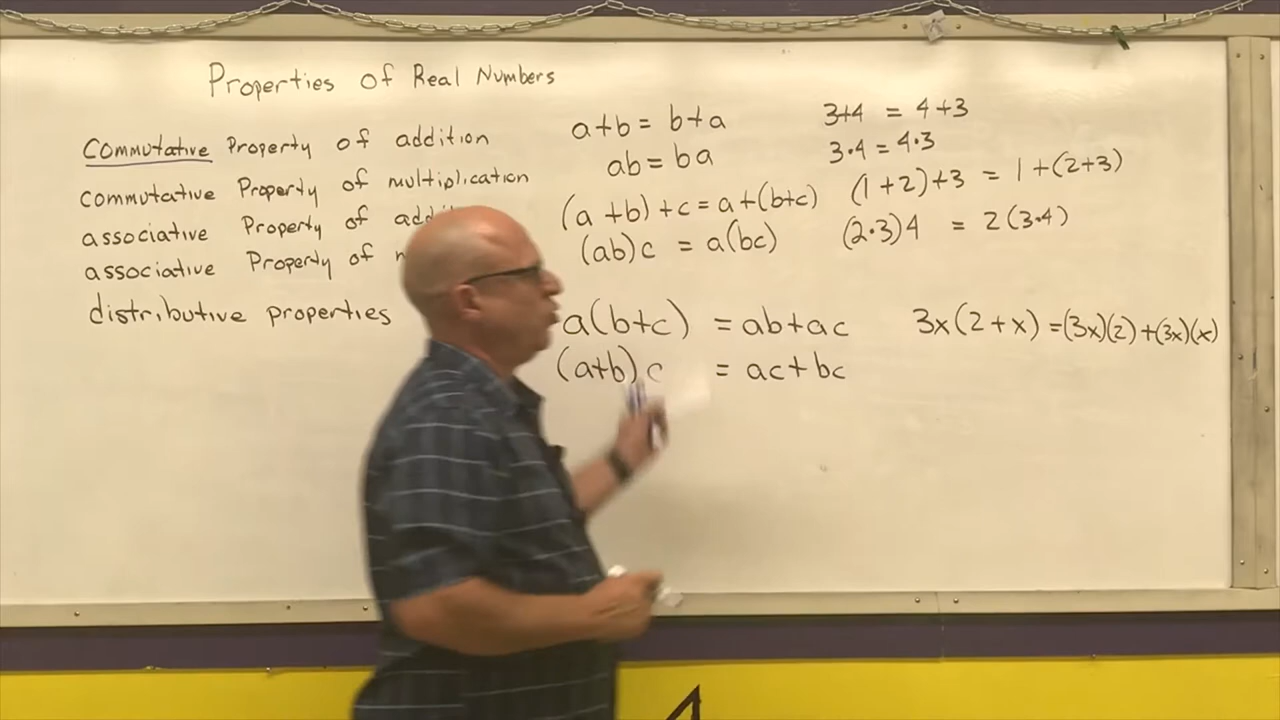 Properties of Real Numbers
Commutative Property of addition
a+b = b+a
3+4 = 4+3
commutative Property of multiplication
ab = ba
3·4 = 4·3
associative Property of
(a+b)+c = a+(b+c)
(1+2)+3 = 1+(2+3)
associative Property of
(ab)c = a(bc)
(2·3)4 = 2(3·4)
distributive properties
a(b+c) = ab+ac
3x(2+x) = (3x)(2)+(3x)(x)
(a+b)c = ac+bc